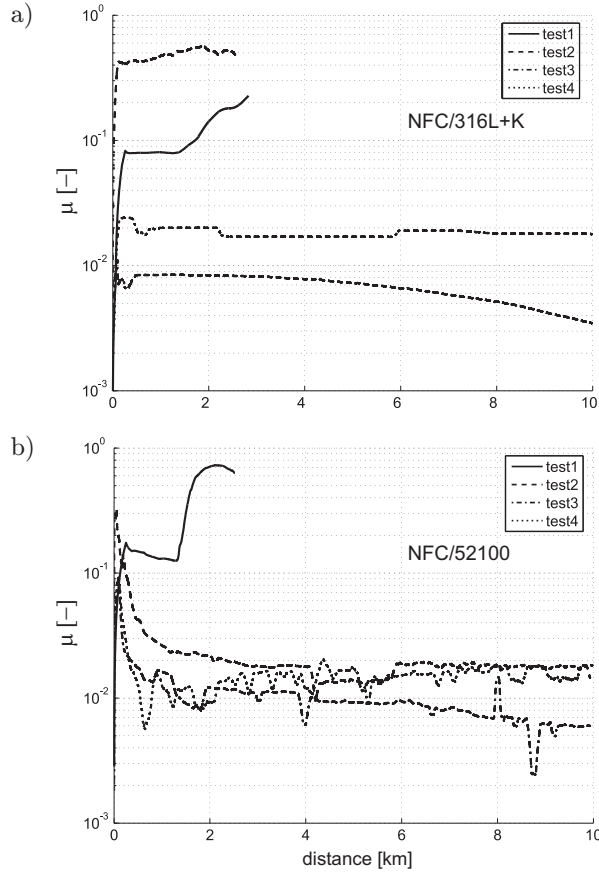 a)
10⁰
10⁻¹
10⁻²
10⁻³
μ [−]
test1
test2
test3
test4
NFC/316L+K
0 2 4 6 8 10
b)
10⁰
10⁻¹
10⁻²
10⁻³
μ [−]
test1
test2
test3
test4
NFC/52100
0 2 4 6 8 10
distance [km]